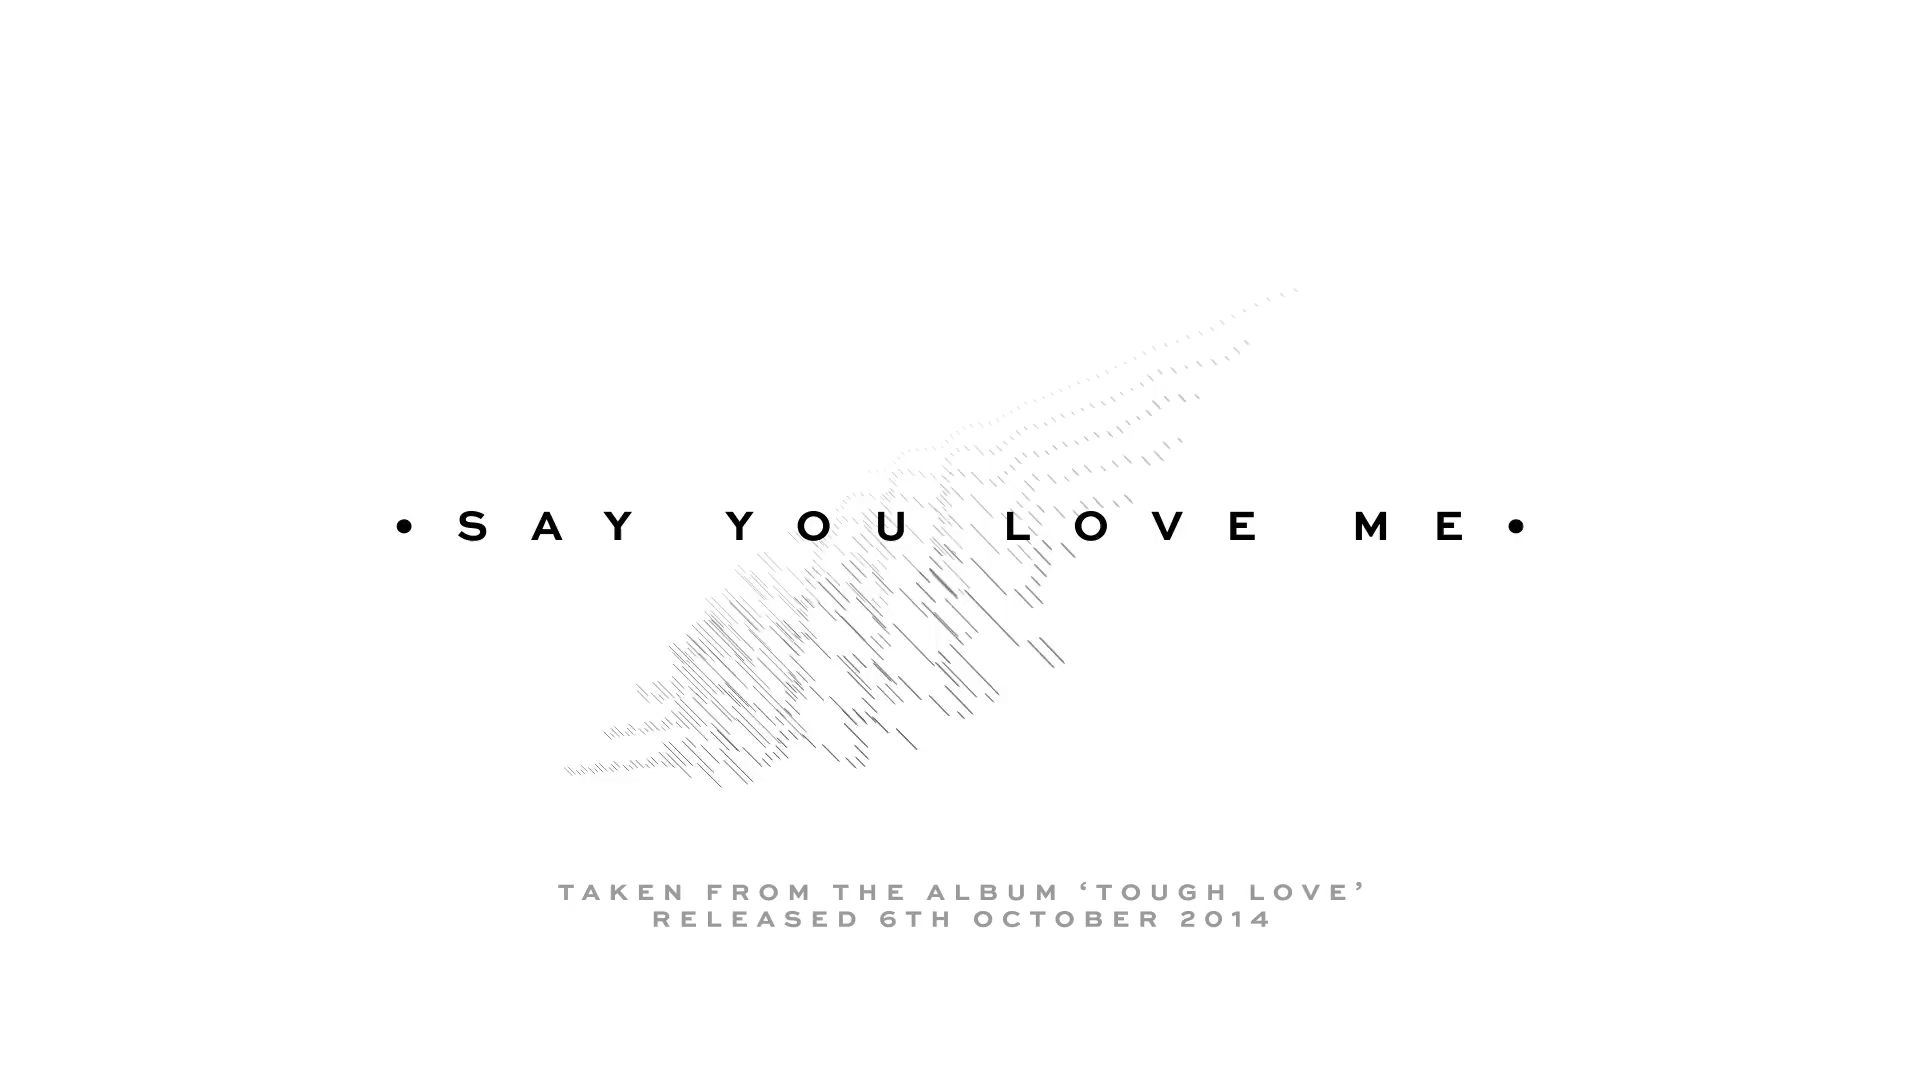 • SAY YOU LOVE ME •
TAKEN FROM THE ALBUM ‘TOUGH LOVE’
RELEASED 6TH OCTOBER 2014